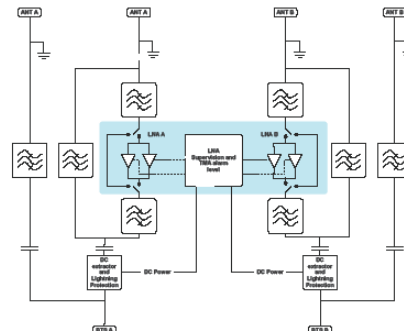 ANT A
ANT A
ANT B
ANT B
LNA A
LNA
Supervision and
TMA alarm
level
LNA B
DC
extractor
and
Lightning
Protection
DC Power
DC Power
DC
extractor
and
Lightning
Protection
BTS A
BTS B